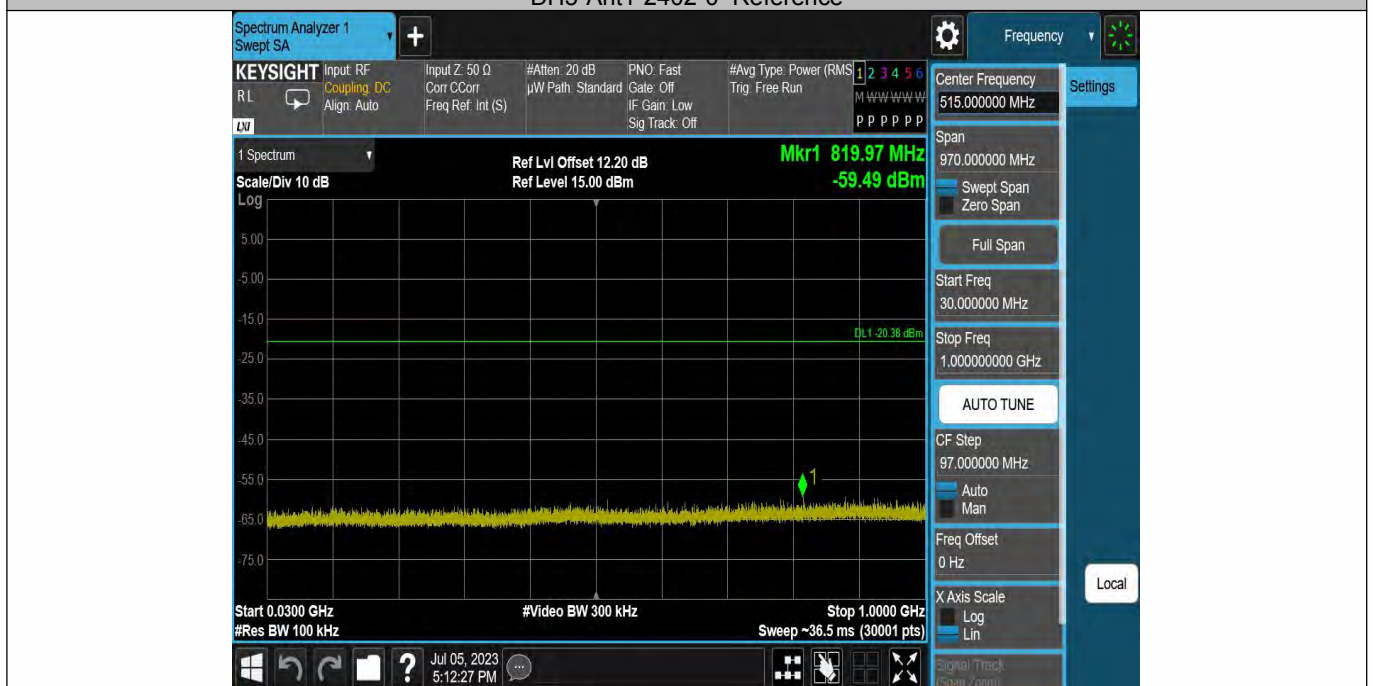 Spectrum Analyzer 1
Swept SA
Frequency
KEYSIGHT
RL
LXI
Input: RF
Coupling: DC
Align: Auto
Input Z: 50 Ω
Corr CCorr
Freq Ref: Int (S)
#Atten: 20 dB
µW Path: Standard
PNO: Fast
Gate: Off
IF Gain: Low
Sig Track: Off
#Avg Type: Power (RMS
Trig: Free Run
1 2 3 4 5 6
M W W W W W
P P P P P P
1 Spectrum
Scale/Div 10 dB
Log
Ref Lvl Offset 12.20 dB
Ref Level 15.00 dBm
Mkr1 819.97 MHz
-59.49 dBm
5.00
-5.00
-15.0
DL1 -20.38 dBm
-25.0
-35.0
-45.0
-55.0
1
-65.0
-75.0
Start 0.0300 GHz
#Video BW 300 kHz
Stop 1.0000 GHz
#Res BW 100 kHz
Sweep ~36.5 ms (30001 pts)
Jul 05, 2023
5:12:27 PM
Center Frequency
515.000000 MHz
Settings
Span
970.000000 MHz
Swept Span
Zero Span
Full Span
Start Freq
30.000000 MHz
Stop Freq
1.000000000 GHz
AUTO TUNE
CF Step
97.000000 MHz
Auto
Man
Freq Offset
0 Hz
X Axis Scale
Log
Lin
Local
Signal Track
(Span Zoom)